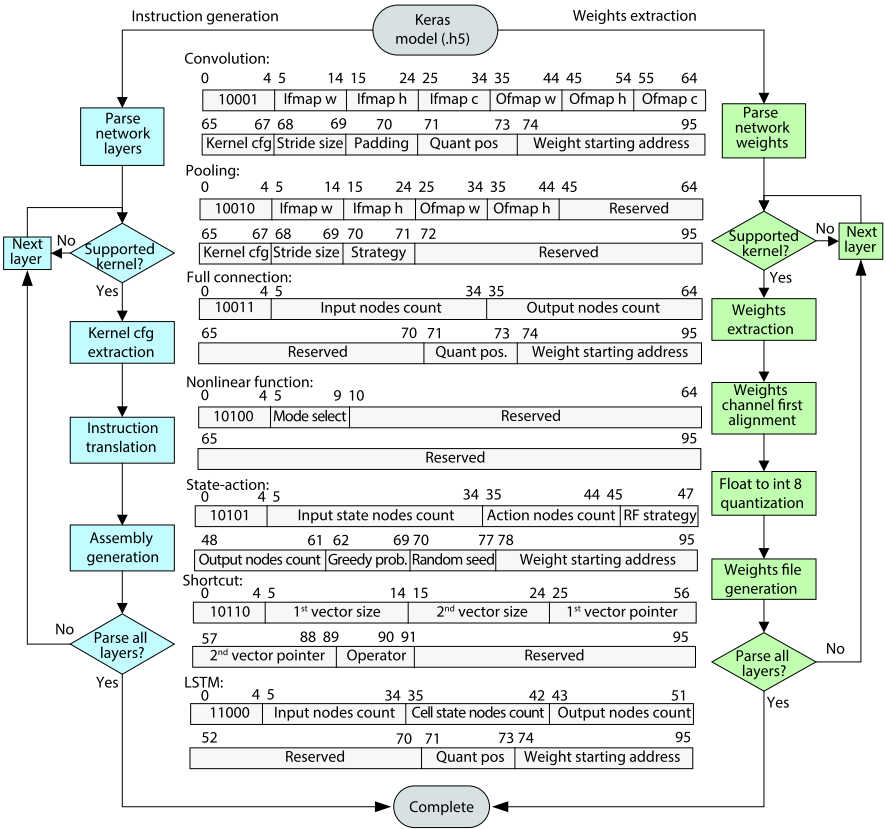 Instruction generation
Keras
model (.h5)
Weights extraction
Convolution:
0 4 5 14 15 24 25 34 35 44 45 54 55 64
10001 Ifmap w Ifmap h Ifmap c Ofmap w Ofmap h Ofmap c
65 67 68 69 70 71 73 74 95
Kernel cfg Stride size Padding Quant pos Weight starting address
Pooling:
0 4 5 14 15 24 25 34 35 44 45 64
10010 Ifmap w Ifmap h Ofmap w Ofmap h Reserved
65 67 68 69 70 71 72 95
Kernel cfg Stride size Strategy Reserved
Full connection:
0 4 5 34 35 64
10011 Input nodes count Output nodes count
65 70 71 73 74 95
Reserved Quant pos. Weight starting address
Nonlinear function:
0 4 5 9 10 64
10100 Mode select Reserved
65 95
Reserved
State-action:
0 4 5 34 35 44 45 47
10101 Input state nodes count Action nodes count RF strategy
48 61 62 69 70 77 78 95
Output nodes count Greedy prob. Random seed Weight starting address
Shortcut:
0 4 5 14 15 24 25 56
10110 1st vector size 2nd vector size 1st vector pointer
57 88 89 90 91 95
2nd vector pointer Operator Reserved
LSTM:
0 4 5 34 35 42 43 51
11000 Input nodes count Cell state nodes count Output nodes count
52 70 71 73 74 95
Reserved Quant pos Weight starting address
Parse
network
layers
Supported
kernel?
No
Next
layer
Yes
Kernel cfg
extraction
Instruction
translation
Assembly
generation
Parse all
layers?
No
Yes
Parse
network
weights
Supported
kernel?
No
Next
layer
Yes
Weights
extraction
Weights
channel first
alignment
Float to int 8
quantization
Weights file
generation
Parse all
layers?
No
Yes
Complete